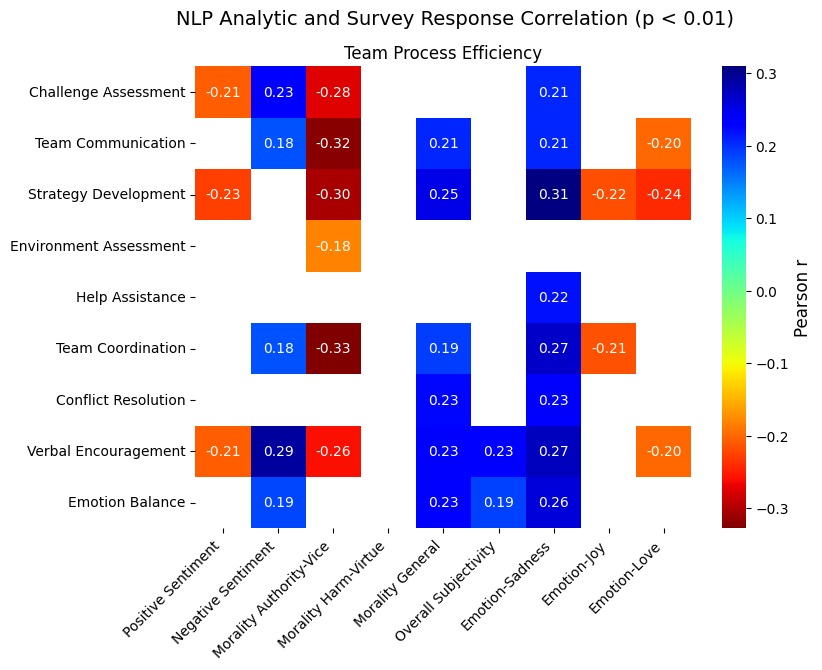 NLP Analytic and Survey Response Correlation (p < 0.01)
Team Process Efficiency
Challenge Assessment -0.21 0.23 -0.28 0.21
Team Communication 0.18 -0.32 0.21 0.21 -0.20
Strategy Development -0.23 -0.30 0.25 0.31 -0.22 -0.24
Environment Assessment -0.18
Help Assistance 0.22
Team Coordination 0.18 -0.33 0.19 0.27 -0.21
Conflict Resolution 0.23 0.23
Verbal Encouragement -0.21 0.29 -0.26 0.23 0.23 0.27 -0.20
Emotion Balance 0.19 0.23 0.19 0.26
Positive Sentiment
Negative Sentiment
Morality Authority-Vice
Morality Harm-Virtue
Morality General
Overall Subjectivity
Emotion-Sadness
Emotion-Joy
Emotion-Love
0.3
0.2
0.1
0.0
−0.1
−0.2
−0.3
Pearson r